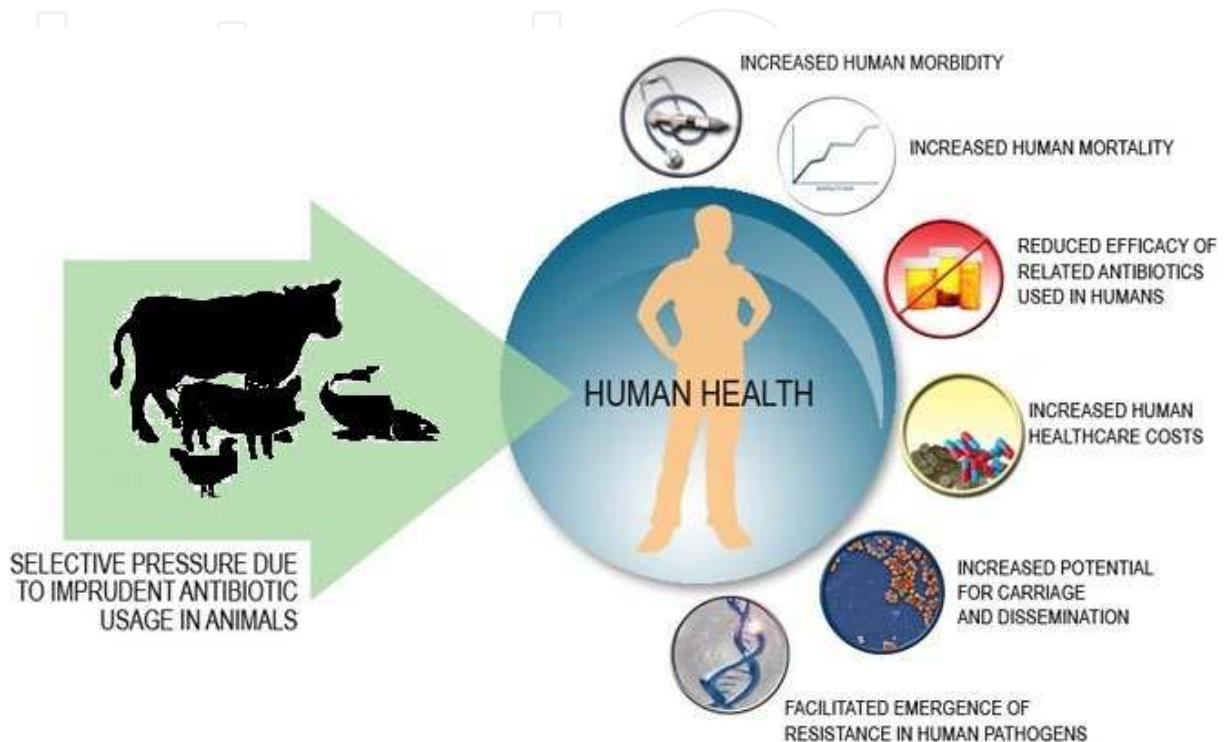 INCREASED HUMAN MORBIDITY
INCREASED HUMAN MORTALITY
REDUCED EFFICACY OF
RELATED ANTIBIOTICS
USED IN HUMANS
HUMAN HEALTH
INCREASED HUMAN
HEALTHCARE COSTS
SELECTIVE PRESSURE DUE
TO IMPRUDENT ANTIBIOTIC
USAGE IN ANIMALS
INCREASED POTENTIAL
FOR CARRIAGE
AND DISSEMINATION
FACILITATED EMERGENCE OF
RESISTANCE IN HUMAN PATHOGENS